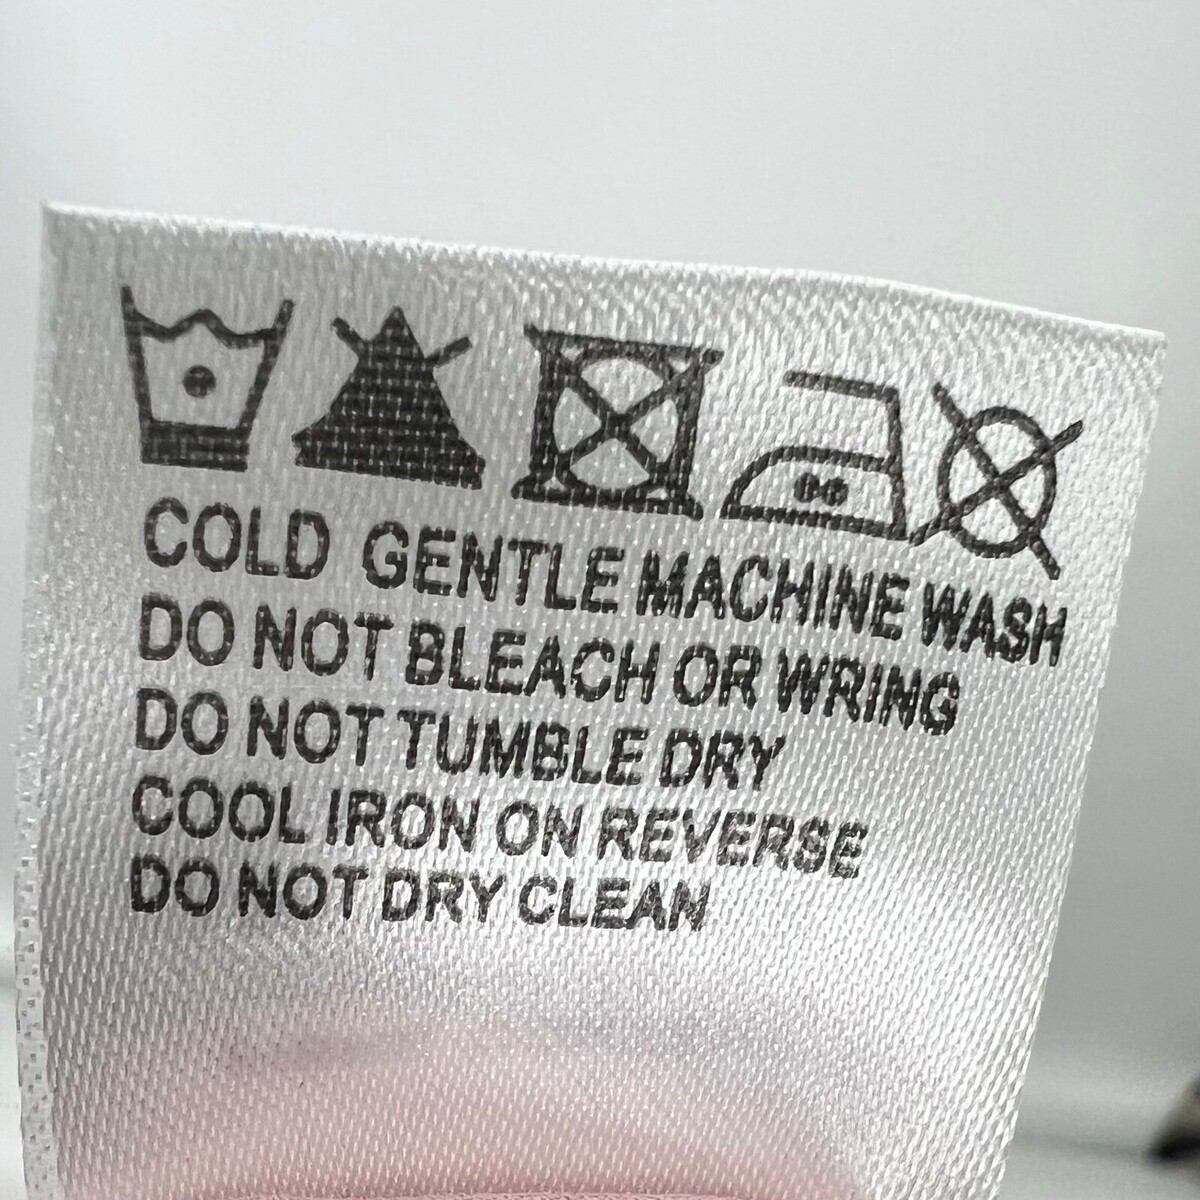 COLD GENTLE MACHINE WASH
DO NOT BLEACH OR WRING
DO NOT TUMBLE DRY
COOL IRON ON REVERSE
DO NOT DRY CLEAN